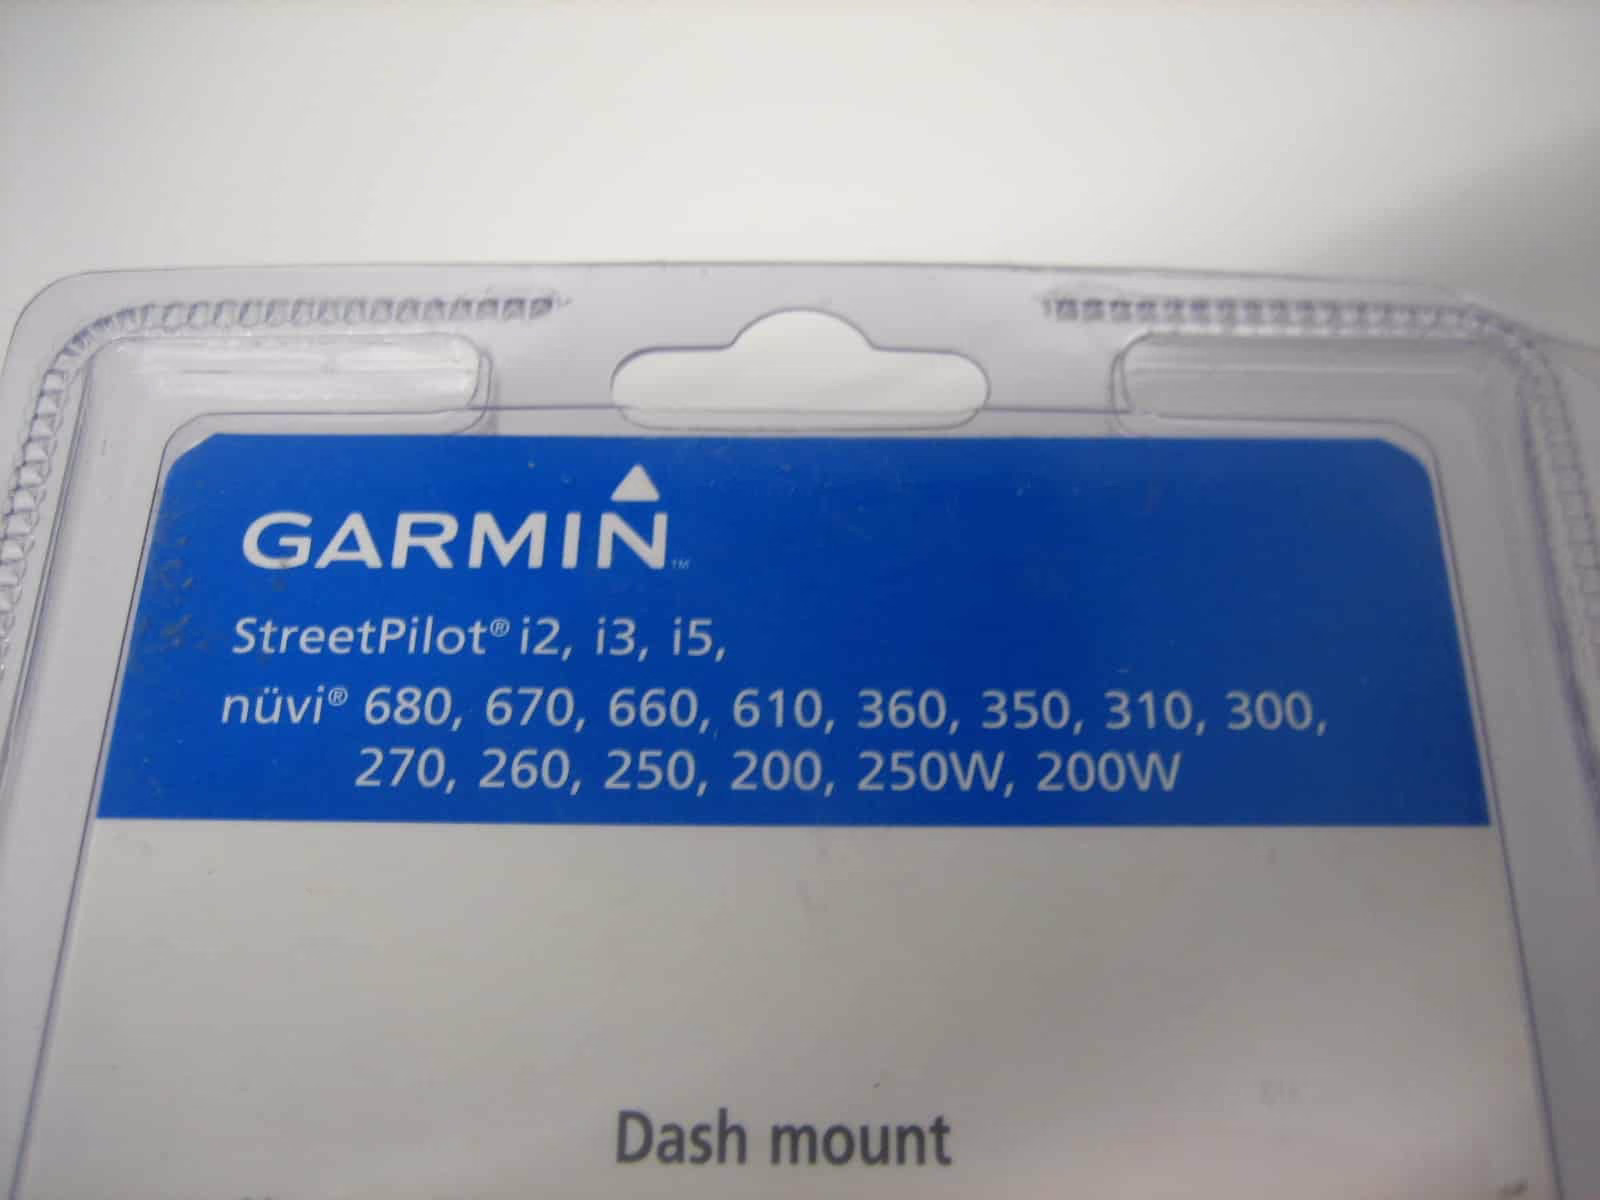 GARMIN™
StreetPilot® i2, i3, i5,
nüvi® 680, 670, 660, 610, 360, 350, 310, 300,
270, 260, 250, 200, 250W, 200W
Dash mount